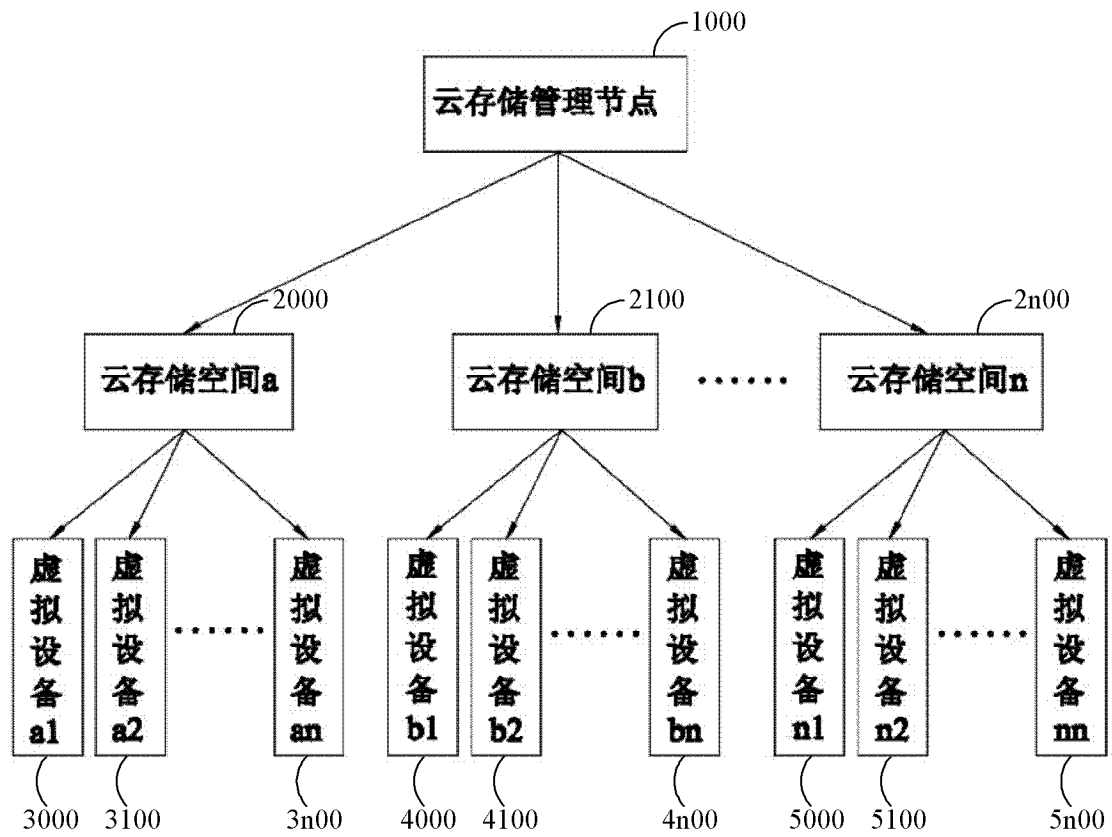 1000
云存储管理节点
2000
2100
2n00
云存储空间a
云存储空间b
······
云存储空间n
虚拟设备a1
虚拟设备a2
······
虚拟设备an
虚拟设备b1
虚拟设备b2
······
虚拟设备bn
虚拟设备n1
虚拟设备n2
······
虚拟设备nn
3000
3100
3n00
4000
4100
4n00
5000
5100
5n00